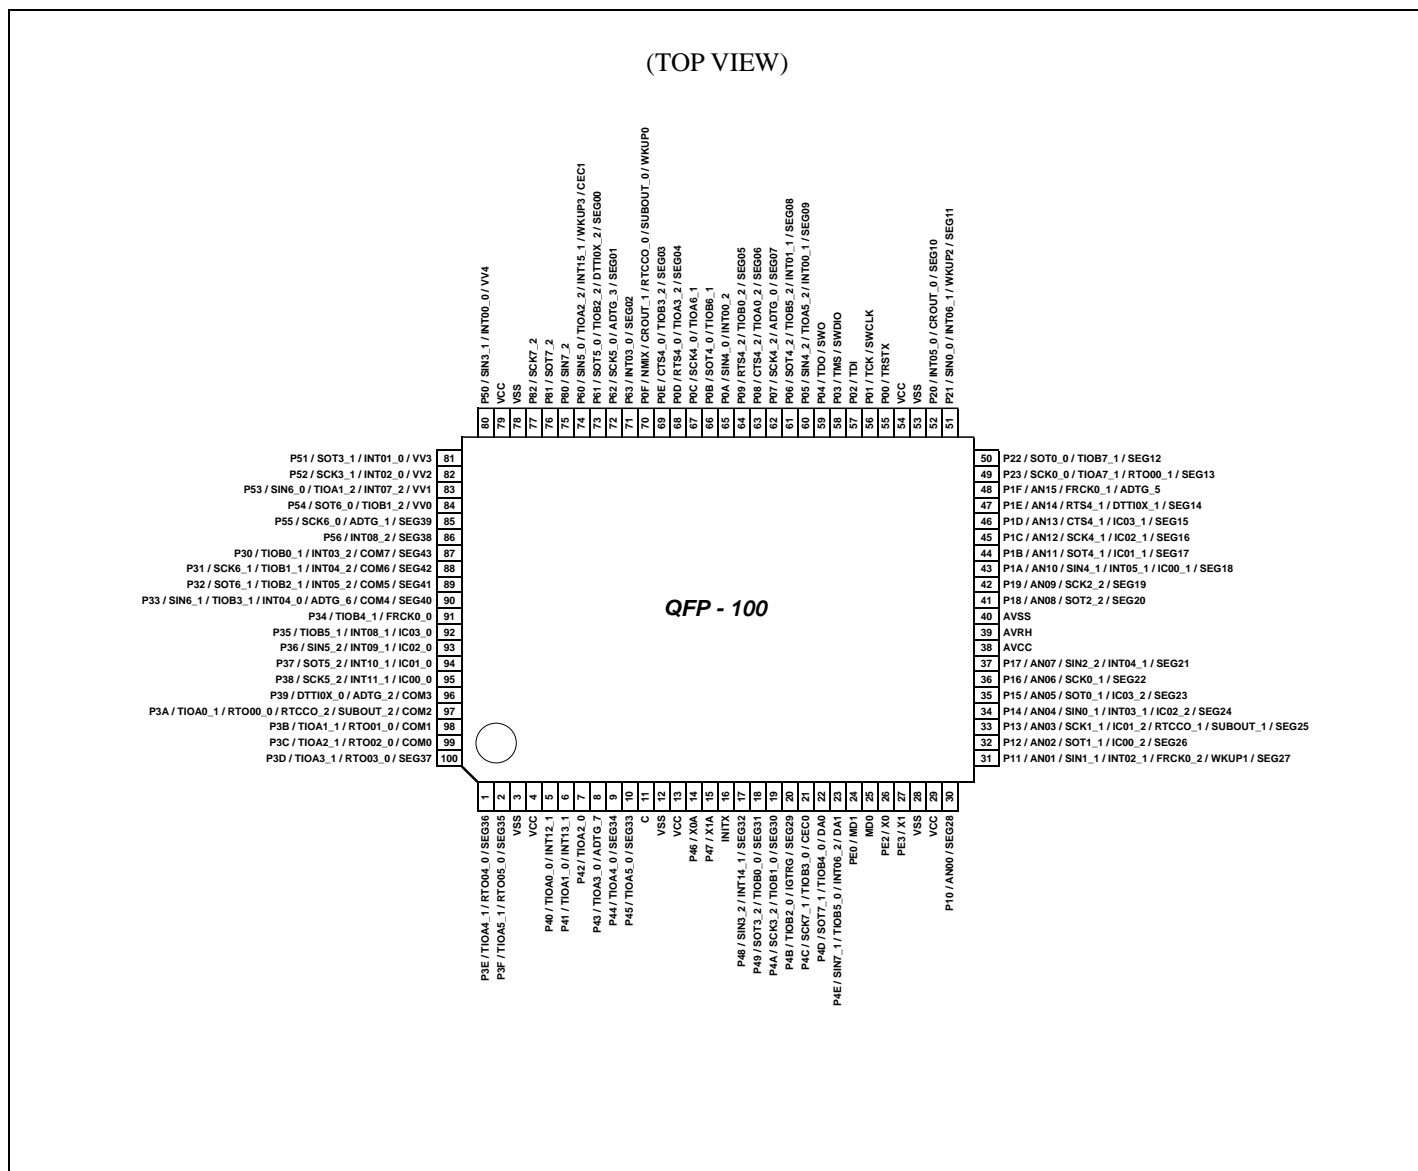 (TOP VIEW)
P50 / SIN3_1 / INT00_0 / VV4
VCC
VSS
P82 / SCK7_2
P81 / SOT7_2
P80 / SIN7_2
P60 / SIN5_0 / TIOA2_2 / INT15_1 / WKUP3 / CEC1
P61 / SOT5_0 / TIOB2_2 / DTTI0X_2 / SEG00
P62 / SCK5_0 / ADTG_3 / SEG01
P63 / INT03_0 / SEG02
P0F / NMIX / CROUT_1 / RTCCO_0 / SUBOUT_0 / WKUP0
P0E / CTS4_0 / TIOB3_2 / SEG03
P0D / RTS4_0 / TIOA3_2 / SEG04
P0C / SCK4_0 / TIOA6_1
P0B / SOT4_0 / TIOB6_1
P0A / SIN4_0 / INT00_2
P09 / RTS4_2 / TIOB0_2 / SEG05
P08 / CTS4_2 / TIOA0_2 / SEG06
P07 / SCK4_2 / ADTG_0 / SEG07
P06 / SOT4_2 / TIOB5_2 / INT01_1 / SEG08
P05 / SIN4_2 / TIOA5_2 / INT00_1 / SEG09
P04 / TDO / SWO
P03 / TMS / SWDIO
P02 / TDI
P01 / TCK / SWCLK
P00 / TRSTX
VCC
VSS
P20 / INT05_0 / CROUT_0 / SEG10
P21 / SIN0_0 / INT06_1 / WKUP2 / SEG11
80 79 78 77 76 75 74 73 72 71 70 69 68 67 66 65 64 63 62 61 60 59 58 57 56 55 54 53 52 51
P51 / SOT3_1 / INT01_0 / VV3 81
P52 / SCK3_1 / INT02_0 / VV2 82
P53 / SIN6_0 / TIOA1_2 / INT07_2 / VV1 83
P54 / SOT6_0 / TIOB1_2 / VV0 84
P55 / SCK6_0 / ADTG_1 / SEG39 85
P56 / INT08_2 / SEG38 86
P30 / TIOB0_1 / INT03_2 / COM7 / SEG43 87
P31 / SCK6_1 / TIOB1_1 / INT04_2 / COM6 / SEG42 88
P32 / SOT6_1 / TIOB2_1 / INT05_2 / COM5 / SEG41 89
P33 / SIN6_1 / TIOB3_1 / INT04_0 / ADTG_6 / COM4 / SEG40 90
P34 / TIOB4_1 / FRCK0_0 91
P35 / TIOB5_1 / INT08_1 / IC03_0 92
P36 / SIN5_2 / INT09_1 / IC02_0 93
P37 / SOT5_2 / INT10_1 / IC01_0 94
P38 / SCK5_2 / INT11_1 / IC00_0 95
P39 / DTTI0X_0 / ADTG_2 / COM3 96
P3A / TIOA0_1 / RTO00_0 / RTCCO_2 / SUBOUT_2 / COM2 97
P3B / TIOA1_1 / RTO01_0 / COM1 98
P3C / TIOA2_1 / RTO02_0 / COM0 99
P3D / TIOA3_1 / RTO03_0 / SEG37 100
QFP - 100
50 P22 / SOT0_0 / TIOB7_1 / SEG12
49 P23 / SCK0_0 / TIOA7_1 / RTO00_1 / SEG13
48 P1F / AN15 / FRCK0_1 / ADTG_5
47 P1E / AN14 / RTS4_1 / DTTI0X_1 / SEG14
46 P1D / AN13 / CTS4_1 / IC03_1 / SEG15
45 P1C / AN12 / SCK4_1 / IC02_1 / SEG16
44 P1B / AN11 / SOT4_1 / IC01_1 / SEG17
43 P1A / AN10 / SIN4_1 / INT05_1 / IC00_1 / SEG18
42 P19 / AN09 / SCK2_2 / SEG19
41 P18 / AN08 / SOT2_2 / SEG20
40 AVSS
39 AVRH
38 AVCC
37 P17 / AN07 / SIN2_2 / INT04_1 / SEG21
36 P16 / AN06 / SCK0_1 / SEG22
35 P15 / AN05 / SOT0_1 / IC03_2 / SEG23
34 P14 / AN04 / SIN0_1 / INT03_1 / IC02_2 / SEG24
33 P13 / AN03 / SCK1_1 / IC01_2 / RTCCO_1 / SUBOUT_1 / SEG25
32 P12 / AN02 / SOT1_1 / IC00_2 / SEG26
31 P11 / AN01 / SIN1_1 / INT02_1 / FRCK0_2 / WKUP1 / SEG27
1 2 3 4 5 6 7 8 9 10 11 12 13 14 15 16 17 18 19 20 21 22 23 24 25 26 27 28 29 30
P3E / TIOA4_1 / RTO04_0 / SEG36
P3F / TIOA5_1 / RTO05_0 / SEG35
VSS
VCC
P40 / TIOA0_0 / INT12_1
P41 / TIOA1_0 / INT13_1
P42 / TIOA2_0
P43 / TIOA3_0 / ADTG_7
P44 / TIOA4_0 / SEG34
P45 / TIOA5_0 / SEG33
C
VSS
VCC
P46 / X0A
P47 / X1A
INITX
P48 / SIN3_2 / INT14_1 / SEG32
P49 / SOT3_2 / TIOB0_0 / SEG31
P4A / SCK3_2 / TIOB1_0 / SEG30
P4B / TIOB2_0 / IGTRG / SEG29
P4C / SCK7_1 / TIOB3_0 / CEC0
P4D / SOT7_1 / TIOB4_0 / DA0
P4E / SIN7_1 / TIOB5_0 / INT06_2 / DA1
PE0 / MD1
MD0
PE2 / X0
PE3 / X1
VSS
VCC
P10 / AN00 / SEG28